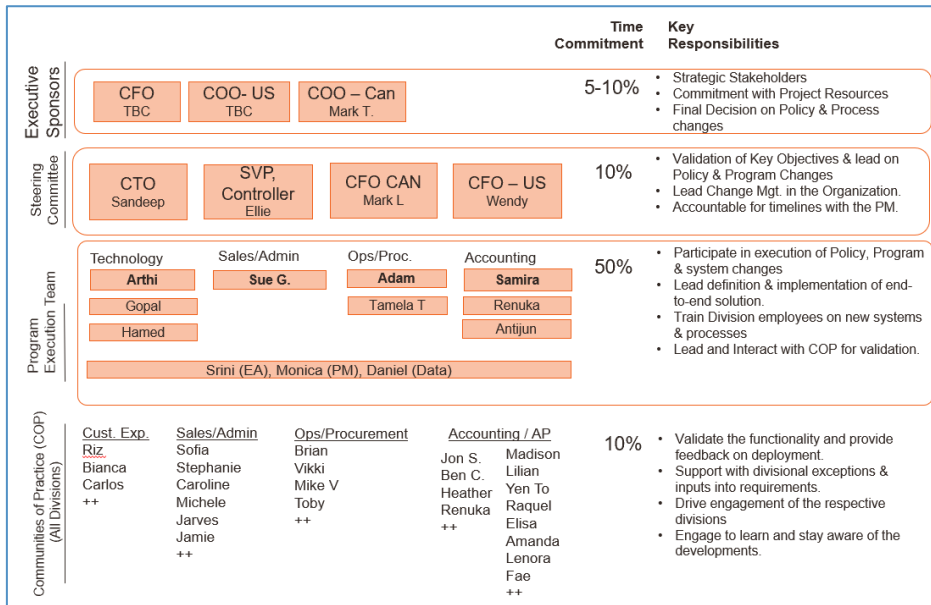 Time Commitment
Key Responsibilities
Executive Sponsors
CFO
TBC
COO- US
TBC
COO – Can
Mark T.
5-10%
• Strategic Stakeholders
• Commitment with Project Resources
• Final Decision on Policy & Process
changes
Steering Committee
CTO
Sandeep
SVP,
Controller
Ellie
CFO CAN
Mark L
CFO – US
Wendy
10%
• Validation of Key Objectives & lead on
Policy & Program Changes
• Lead Change Mgt. in the Organization.
• Accountable for timelines with the PM.
Program
Execution Team
Technology
Arthi
Gopal
Hamed
Sales/Admin
Sue G.
Ops/Proc.
Adam
Tamela T
Accounting
Samira
Renuka
Antijun
Srini (EA), Monica (PM), Daniel (Data)
50%
• Participate in execution of Policy, Program
& system changes
• Lead definition & implementation of end-
to-end solution.
• Train Division employees on new systems
& processes
• Lead and Interact with COP for validation.
Communities of Practice (COP)
(All Divisions)
Cust. Exp.
Riz
Bianca
Carlos
++
Sales/Admin
Sofia
Stephanie
Caroline
Michele
Jarves
Jamie
++
Ops/Procurement
Brian
Vikki
Mike V
Toby
++
Accounting / AP
Jon S.
Ben C.
Heather
Renuka
++
Madison
Lilian
Yen To
Raquel
Elisa
Amanda
Lenora
Fae
++
10%
• Validate the functionality and provide
feedback on deployment.
• Support with divisional exceptions &
inputs into requirements.
• Drive engagement of the respective
divisions
• Engage to learn and stay aware of the
developments.